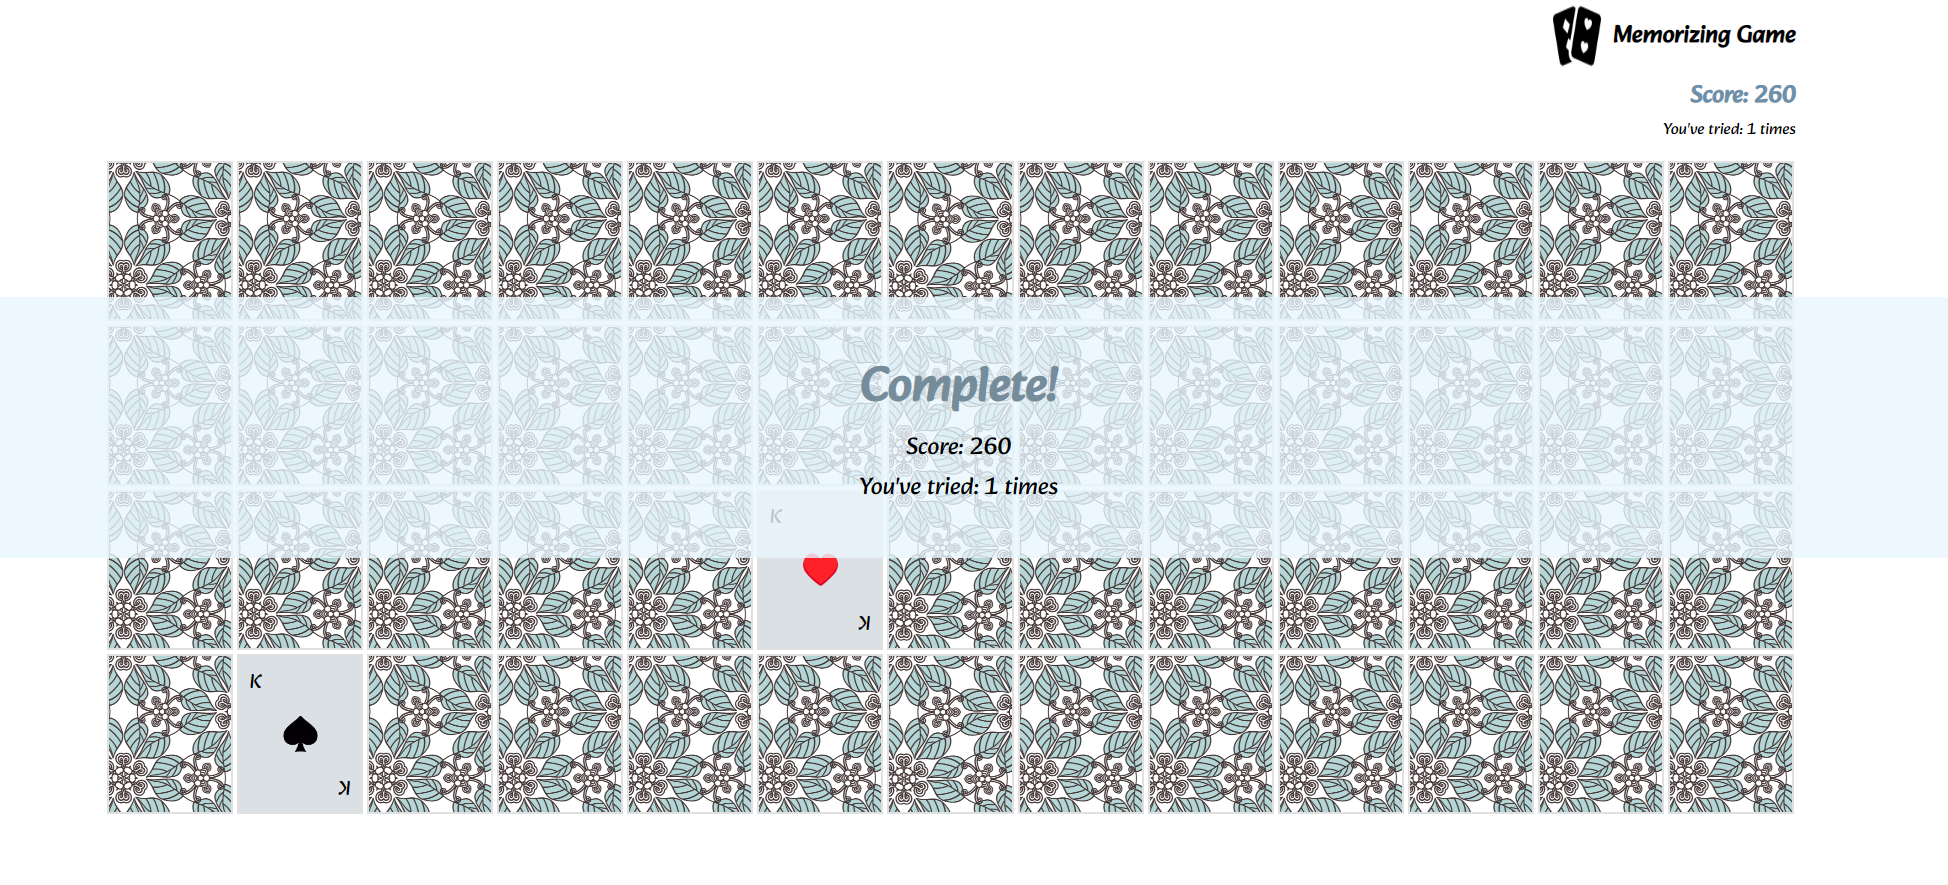 Memorizing Game
Score: 260
You've tried: 1 times
Complete!
Score: 260
You've tried: 1 times
K
K
K
K